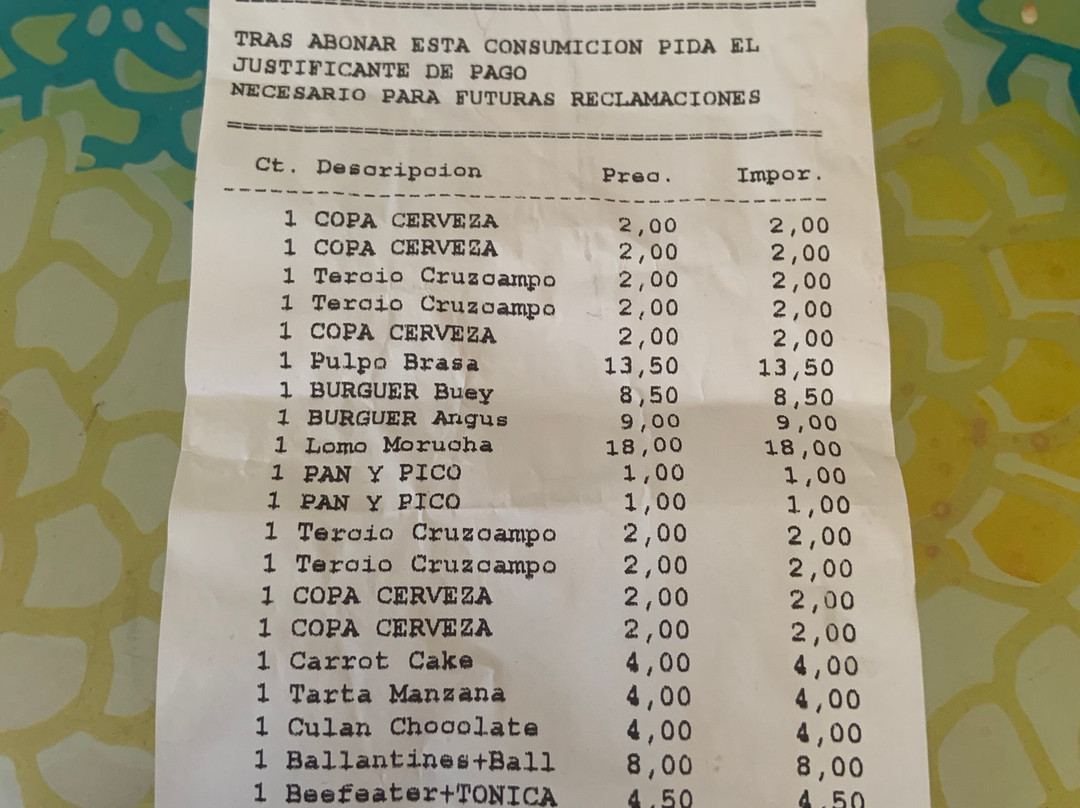 TRAS ABONAR ESTA CONSUMICION PIDA EL
JUSTIFICANTE DE PAGO
NECESARIO PARA FUTURAS RECLAMACIONES
Ct. Descripcion Prec. Impor.
1 COPA CERVEZA 2,00 2,00
1 COPA CERVEZA 2,00 2,00
1 Tercio Cruzcampo 2,00 2,00
1 Tercio Cruzcampo 2,00 2,00
1 COPA CERVEZA 2,00 2,00
1 Pulpo Brasa 13,50 13,50
1 BURGUER Buey 8,50 8,50
1 BURGUER Angus 9,00 9,00
1 Lomo Morucha 18,00 18,00
1 PAN Y PICO 1,00 1,00
1 PAN Y PICO 1,00 1,00
1 Tercio Cruzcampo 2,00 2,00
1 Tercio Cruzcampo 2,00 2,00
1 COPA CERVEZA 2,00 2,00
1 COPA CERVEZA 2,00 2,00
1 Carrot Cake 4,00 4,00
1 Tarta Manzana 4,00 4,00
1 Culan Chocolate 4,00 4,00
1 Ballantines+Ball 8,00 8,00
1 Beefeater+TONICA 4,50 4,50